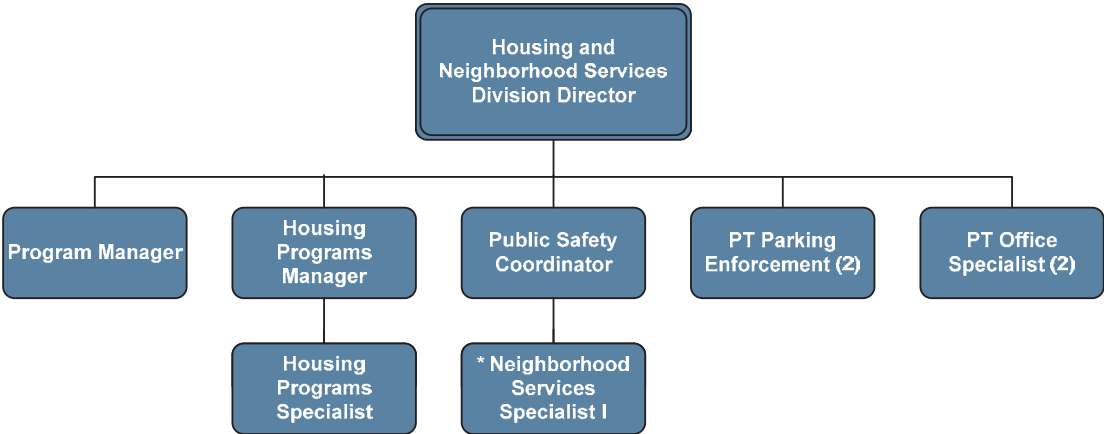 Housing and
Neighborhood Services
Division Director
Program Manager
Housing
Programs
Manager
Public Safety
Coordinator
PT Parking
Enforcement (2)
PT Office
Specialist (2)
Housing
Programs
Specialist
* Neighborhood
Services
Specialist I